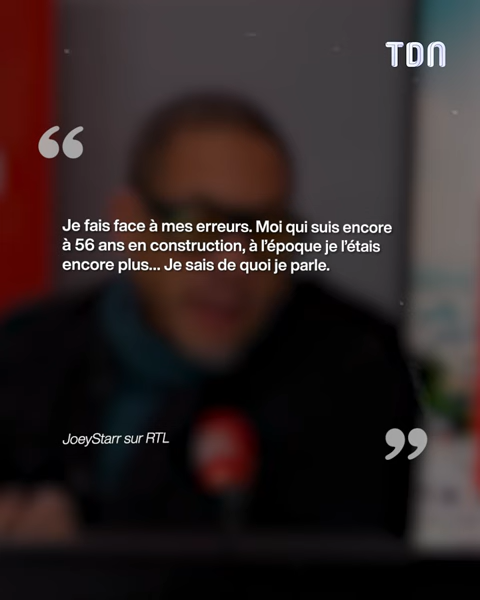 TDN
“
Je fais face à mes erreurs. Moi qui suis encore
à 56 ans en construction, à l’époque je l’étais
encore plus... Je sais de quoi je parle.
JoeyStarr sur RTL
”